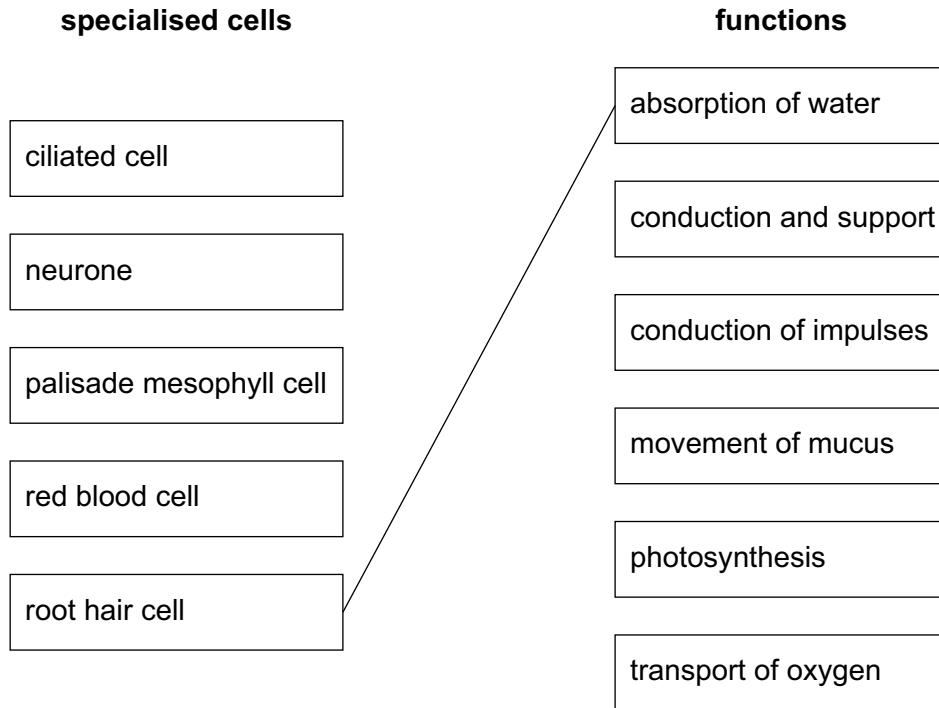 specialised cells
ciliated cell
neurone
palisade mesophyll cell
red blood cell
root hair cell
functions
absorption of water
conduction and support
conduction of impulses
movement of mucus
photosynthesis
transport of oxygen